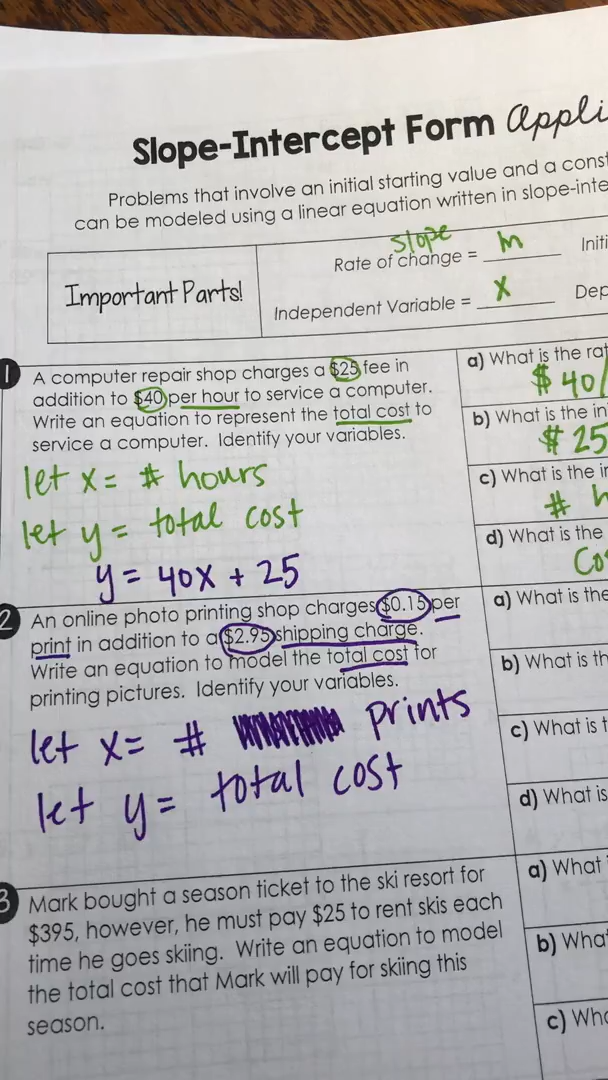 Slope-Intercept Form Appli
Problems that involve an initial starting value and a const
can be modeled using a linear equation written in slope-inte
Important Parts!
slope
Rate of change = m
Initi
Independent Variable = x
Dep
1
A computer repair shop charges a $25 fee in
addition to $40 per hour to service a computer.
Write an equation to represent the total cost to
service a computer. Identify your variables.
let x = # hours
let y = total cost
y = 40x + 25
a) What is the rat
$40/
b) What is the in
$25
c) What is the in
# h
d) What is the
Co
2
An online photo printing shop charges $0.15 per
print in addition to a $2.95 shipping charge.
Write an equation to model the total cost for
printing pictures. Identify your variables.
let x = # prints
let y = total cost
a) What is the
b) What is th
c) What is t
d) What is
3
Mark bought a season ticket to the ski resort for
$395, however, he must pay $25 to rent skis each
time he goes skiing. Write an equation to model
the total cost that Mark will pay for skiing this
season.
a) What
b) What
c) Wha